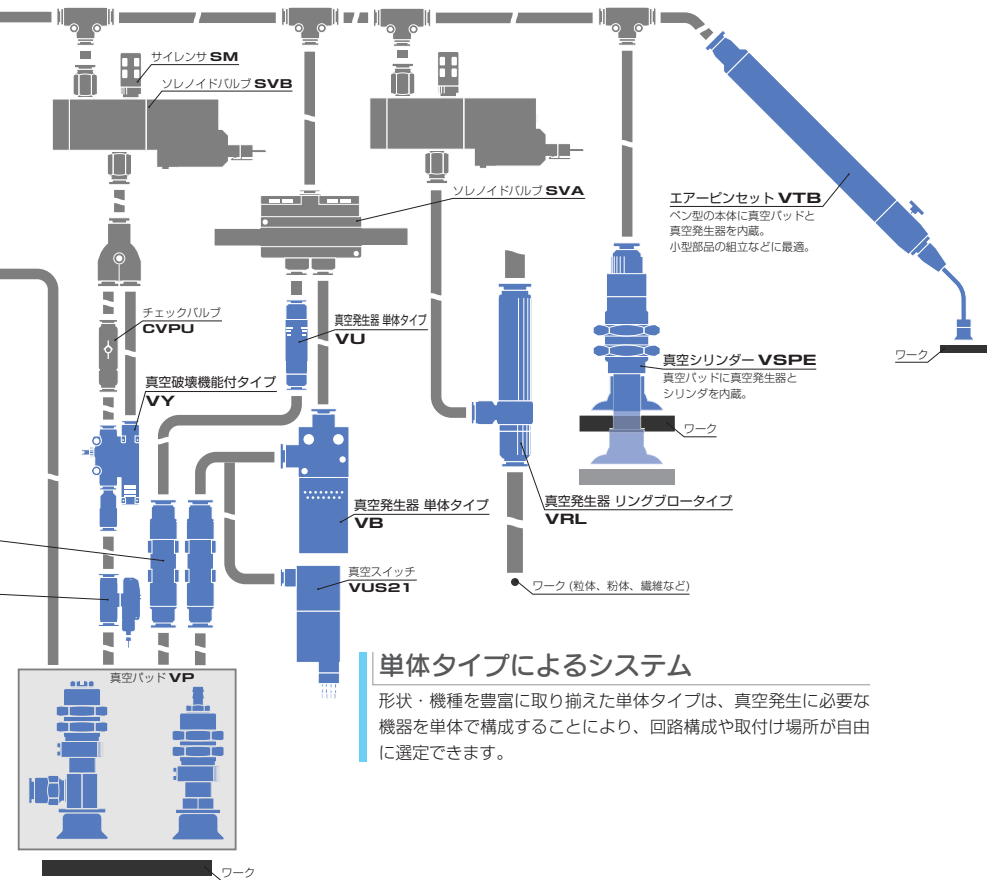 サイレンサ SM
ソレノイドバルブ SVB
ソレノイドバルブ SVA
エアーピンセット VTB
ペン型の本体に真空パッドと
真空発生器を内蔵。
小型部品の組立などに最適。
チェックバルブ
CVPU
真空発生器 単体タイプ
VU
ワーク
真空シリンダー VSPE
真空パッドに真空発生器と
シリンダを内蔵。
真空破壊機能付タイプ
VY
ワーク
真空発生器 単体タイプ
VB
真空発生器 リングブロータイプ
VRL
真空スイッチ
VUS21
ワーク (粒体、粉体、繊維など)
真空パッド VP
単体タイプによるシステム
形状・機種を豊富に取り揃えた単体タイプは、真空発生に必要な
機器を単体で構成することにより、回路構成や取付け場所が自由
に選定できます。
ワーク